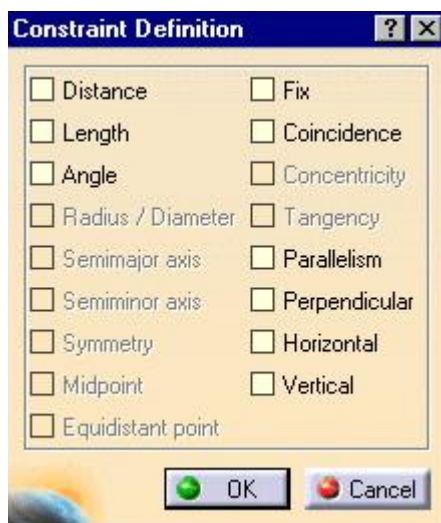 Constraint Definition
Distance
Fix
Length
Coincidence
Angle
Concentricity
Radius / Diameter
Tangency
Semimajor axis
Parallelism
Semiminor axis
Perpendicular
Symmetry
Horizontal
Midpoint
Vertical
Equidistant point
OK
Cancel